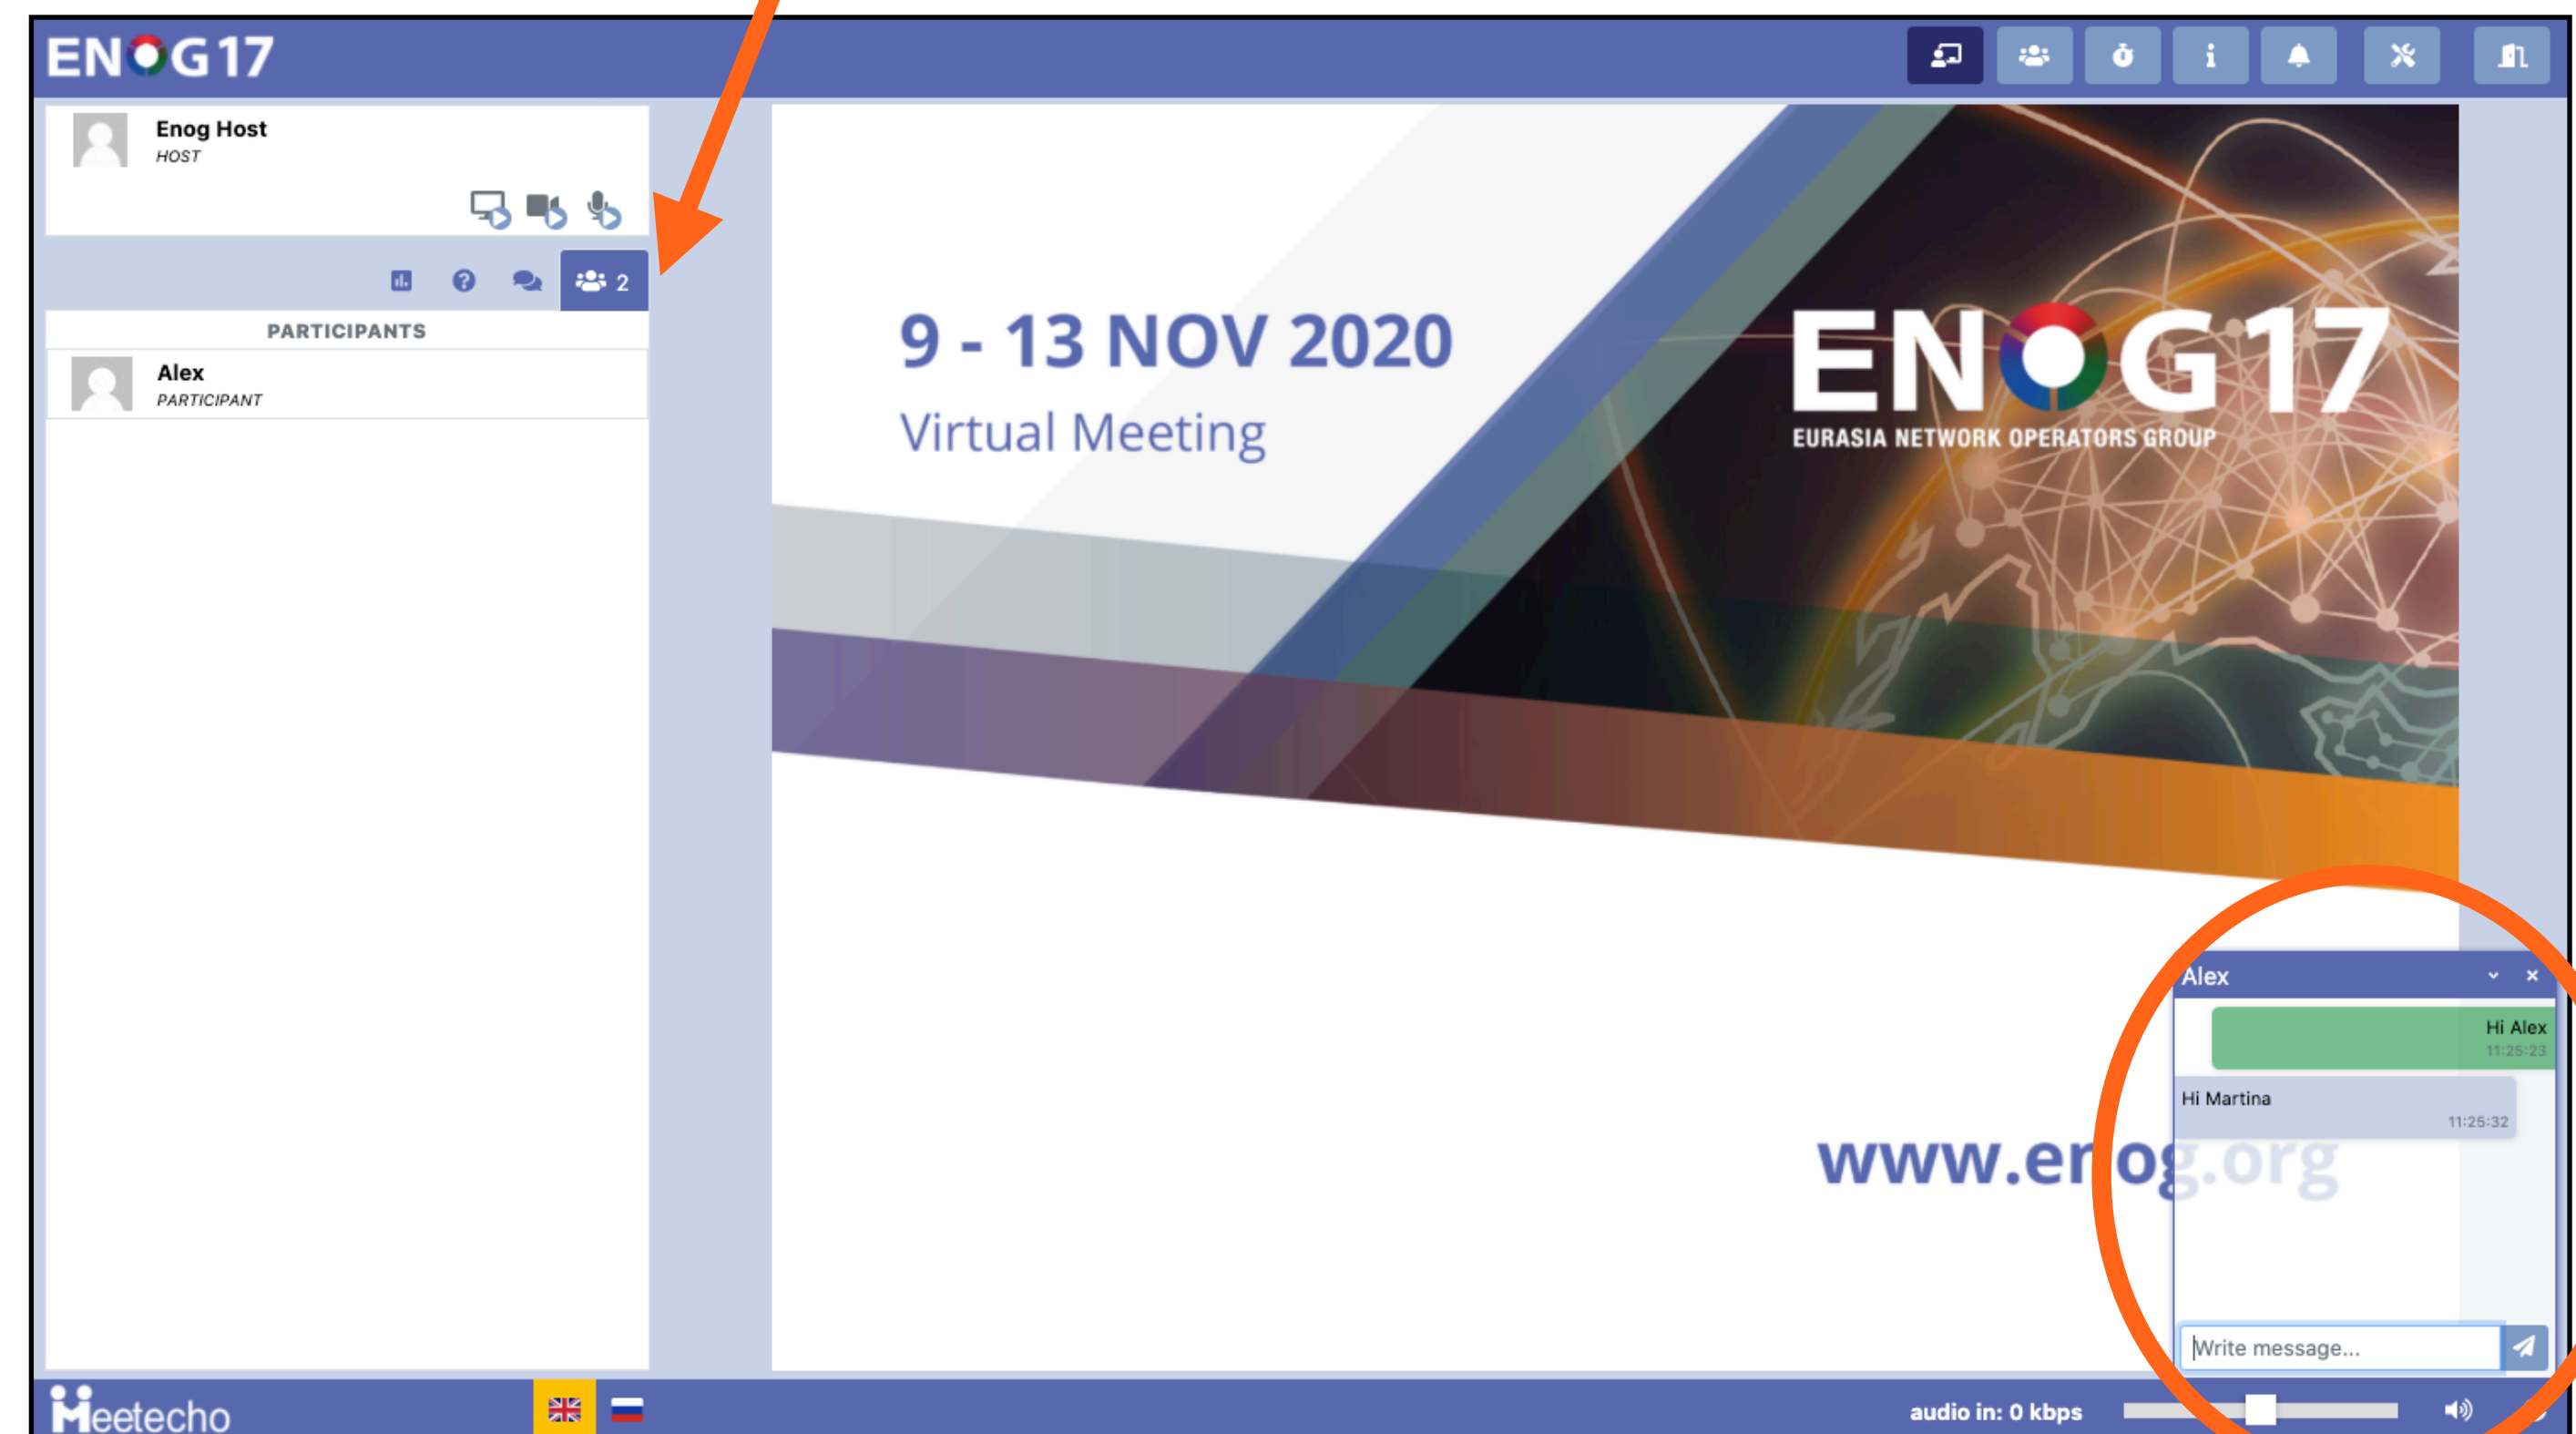 ENOG17
Enog Host
HOST
2
PARTICIPANTS
Alex
PARTICIPANT
9 - 13 NOV 2020
Virtual Meeting
ENOG17
EURASIA NETWORK OPERATORS GROUP
www.enog.org
Alex
Hi Alex
11:25:23
Hi Martina
11:25:32
Write message...
Meetecho
audio in: 0 kbps